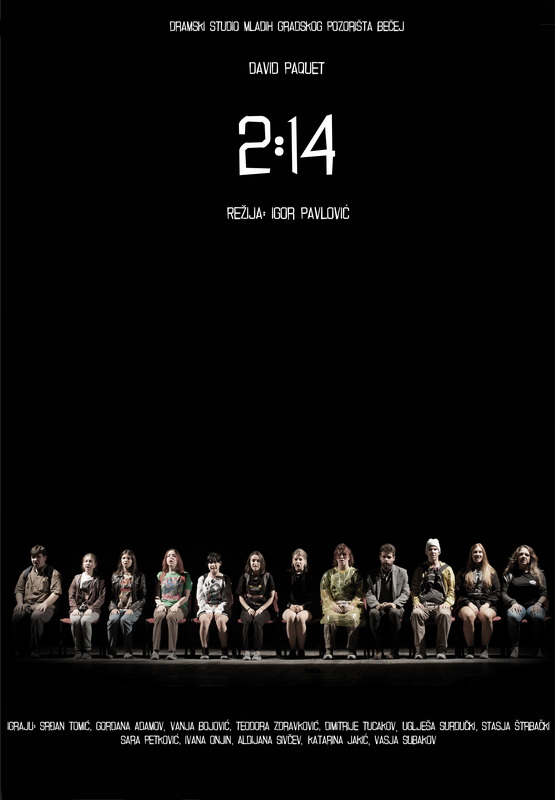 DRAMSKI STUDIO MLADIH GRADSKOG POZORIŠTA BEČEJ
DAVID PAQUET
2:14
REŽIJA: IGOR PAVLOVIĆ
IGRAJU: SRĐAN TOMIĆ, GORDANA ADAMOV, VANJA BOJOVIĆ, TEODORA ZDRAVKOVIĆ, DIMITRIJE TUCAKOV, UGLJEŠA SURDUČKI, STASJA ŠTRBAČKI
SARA PETKOVIĆ, IVANA ONJIN, ALDIJANA SIVČEV, KATARINA JAKIĆ, VASJA SUBAKOV